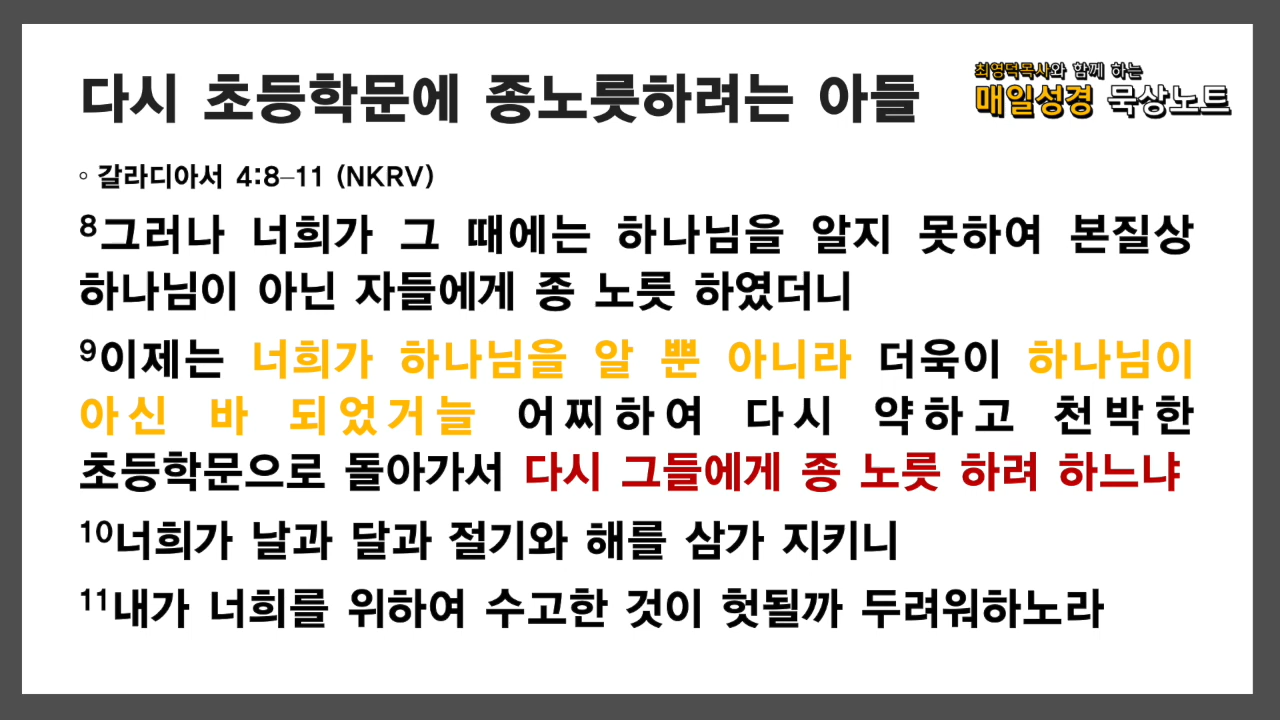 다시 초등학문에 종노릇하려는 아들
최영덕목사와 함께 하는
매일성경 묵상노트
◦ 갈라디아서 4:8–11 (NKRV)
⁸그러나 너희가 그 때에는 하나님을 알지 못하여 본질상
하나님이 아닌 자들에게 종 노릇 하였더니
⁹이제는 너희가 하나님을 알 뿐 아니라 더욱이 하나님이
아신 바 되었거늘 어찌하여 다시 약하고 천박한
초등학문으로 돌아가서 다시 그들에게 종 노릇 하려 하느냐
¹⁰너희가 날과 달과 절기와 해를 삼가 지키니
¹¹내가 너희를 위하여 수고한 것이 헛될까 두려워하노라